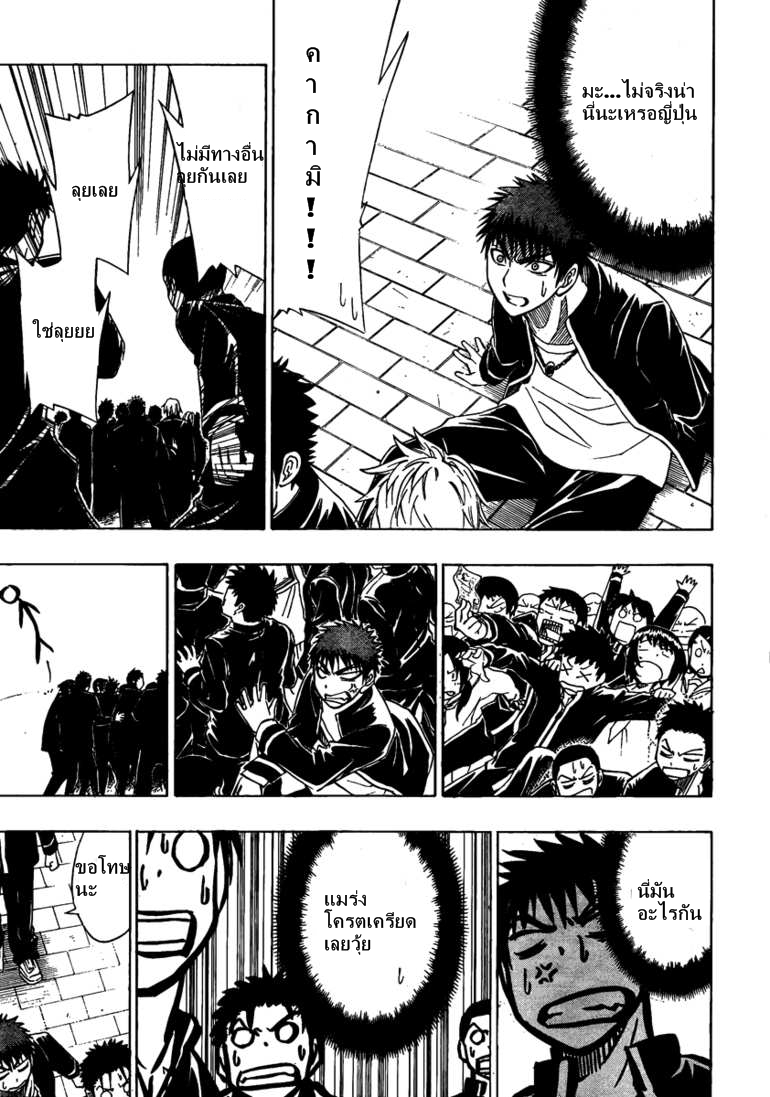 มะ...ไม่จริงน่า
นี่นะเหรอญี่ปุ่น
คากามิ!!!
ไม่มีทางอื่น
ลุยกันเลย
ลุยเลย
ใช่ลุยยย
นี่มัน
อะไรกัน
แมร่ง
โครตเครียด
เลยวุ้ย
ขอโทษ
นะ